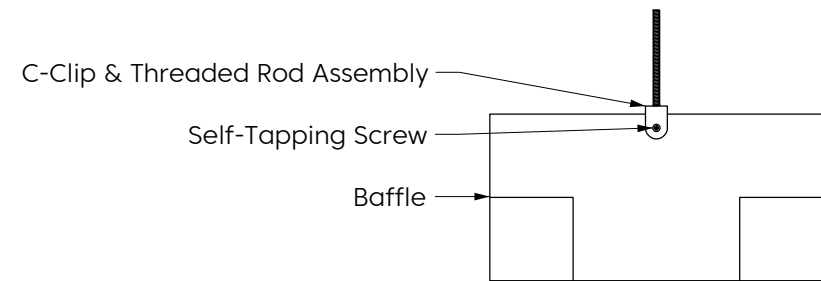 C-Clip & Threaded Rod Assembly
Self-Tapping Screw
Baffle